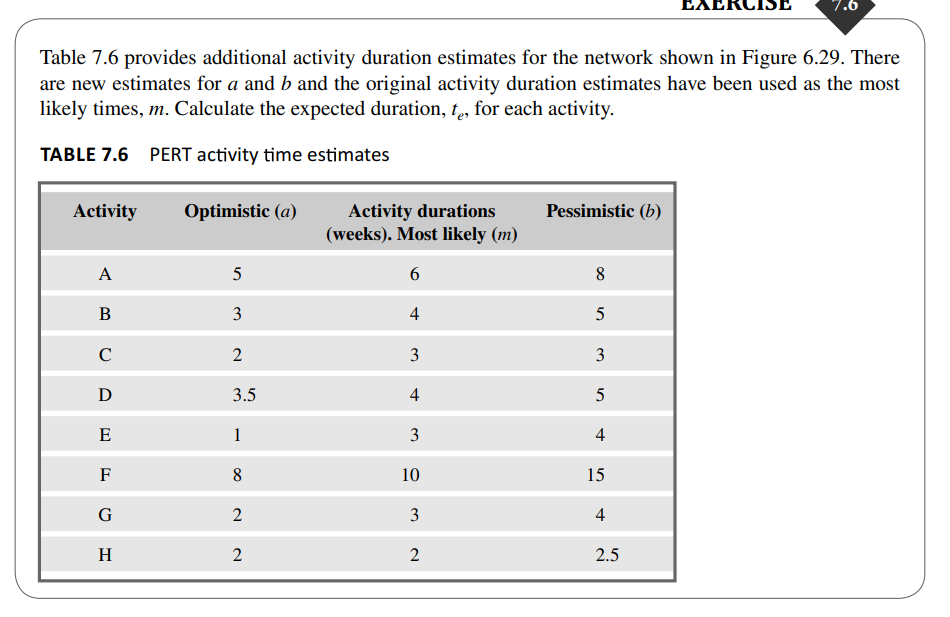 EXERCISE 7.6
Table 7.6 provides additional activity duration estimates for the network shown in Figure 6.29. There
are new estimates for a and b and the original activity duration estimates have been used as the most
likely times, m. Calculate the expected duration, te, for each activity.
TABLE 7.6 PERT activity time estimates
Activity Optimistic (a) Activity durations Pessimistic (b)
(weeks). Most likely (m)
A 5 6 8
B 3 4 5
C 2 3 3
D 3.5 4 5
E 1 3 4
F 8 10 15
G 2 3 4
H 2 2 2.5